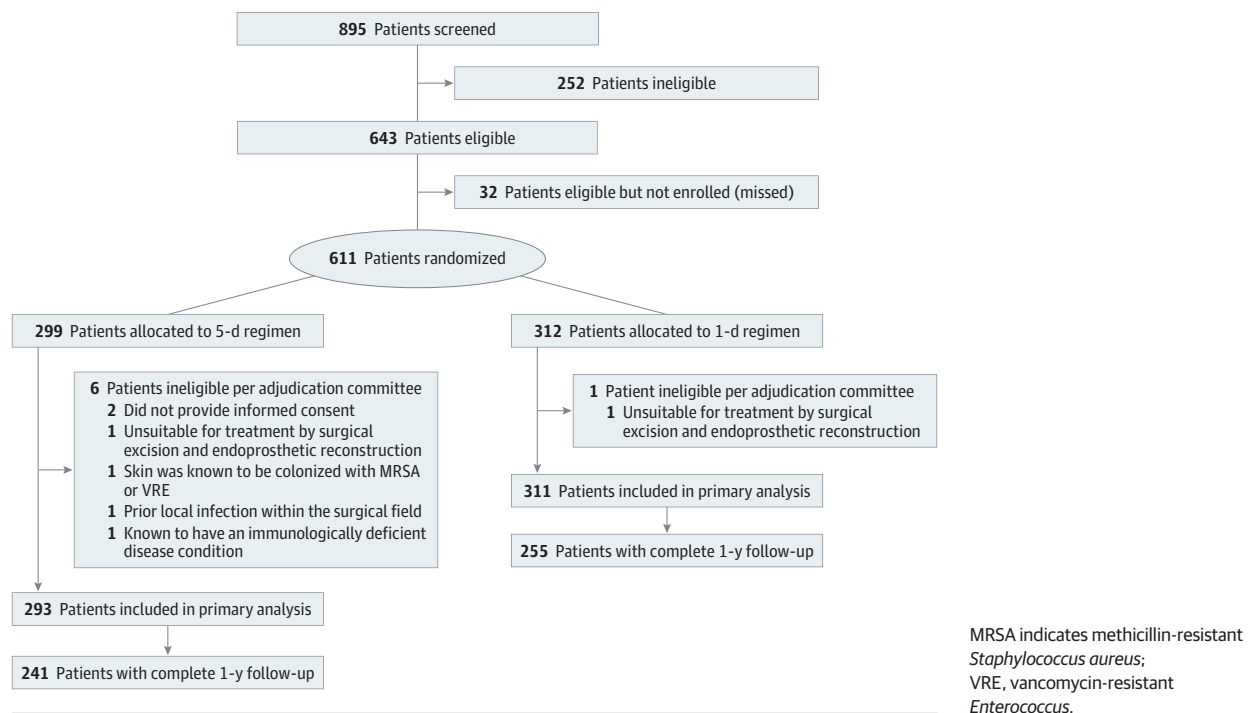 895 Patients screened
252 Patients ineligible
643 Patients eligible
32 Patients eligible but not enrolled (missed)
611 Patients randomized
299 Patients allocated to 5-d regimen
6 Patients ineligible per adjudication committee
2 Did not provide informed consent
1 Unsuitable for treatment by surgical
excision and endoprosthetic reconstruction
1 Skin was known to be colonized with MRSA
or VRE
1 Prior local infection within the surgical field
1 Known to have an immunologically deficient
disease condition
293 Patients included in primary analysis
241 Patients with complete 1-y follow-up
312 Patients allocated to 1-d regimen
1 Patient ineligible per adjudication committee
1 Unsuitable for treatment by surgical
excision and endoprosthetic reconstruction
311 Patients included in primary analysis
255 Patients with complete 1-y follow-up
MRSA indicates methicillin-resistant
Staphylococcus aureus;
VRE, vancomycin-resistant
Enterococcus.